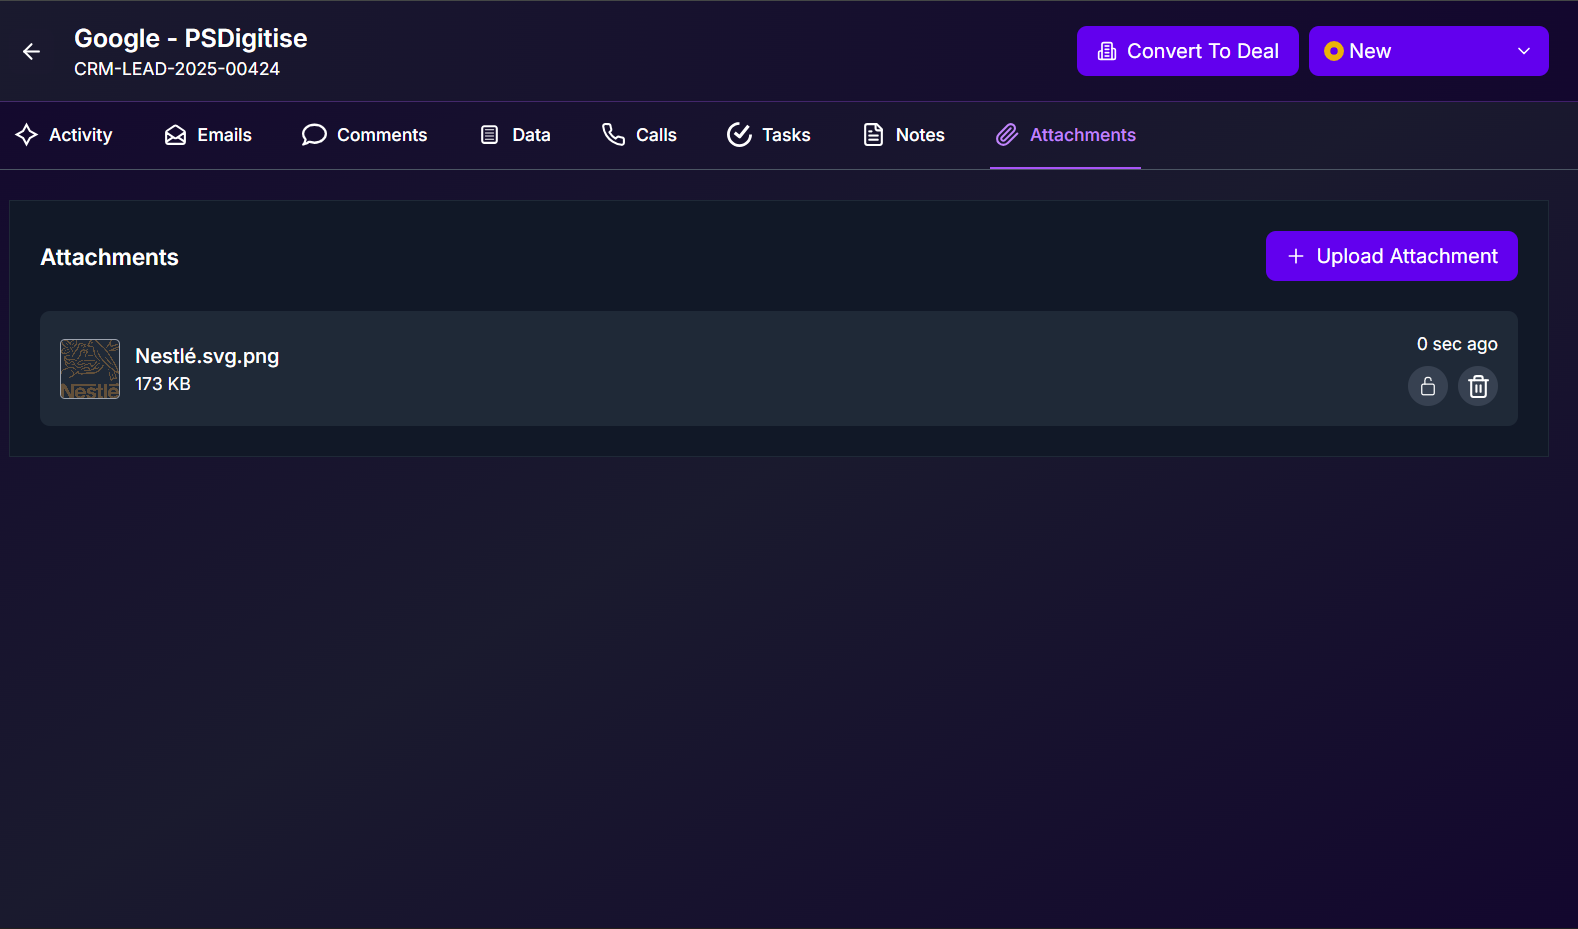 Google - PSDigitise
CRM-LEAD-2025-00424
Convert To Deal
New
Activity
Emails
Comments
Data
Calls
Tasks
Notes
Attachments
Attachments
Upload Attachment
Nestlé
Nestlé.svg.png
173 KB
0 sec ago